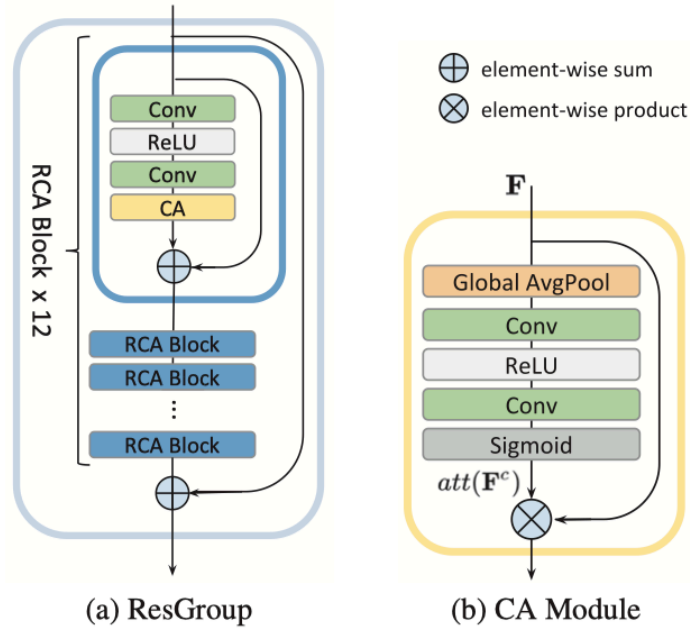 RCA Block x 12
Conv
ReLU
Conv
CA
RCA Block
RCA Block
...
RCA Block
(a) ResGroup
element-wise sum
element-wise product
F
Global AvgPool
Conv
ReLU
Conv
Sigmoid
att(F^c)
(b) CA Module